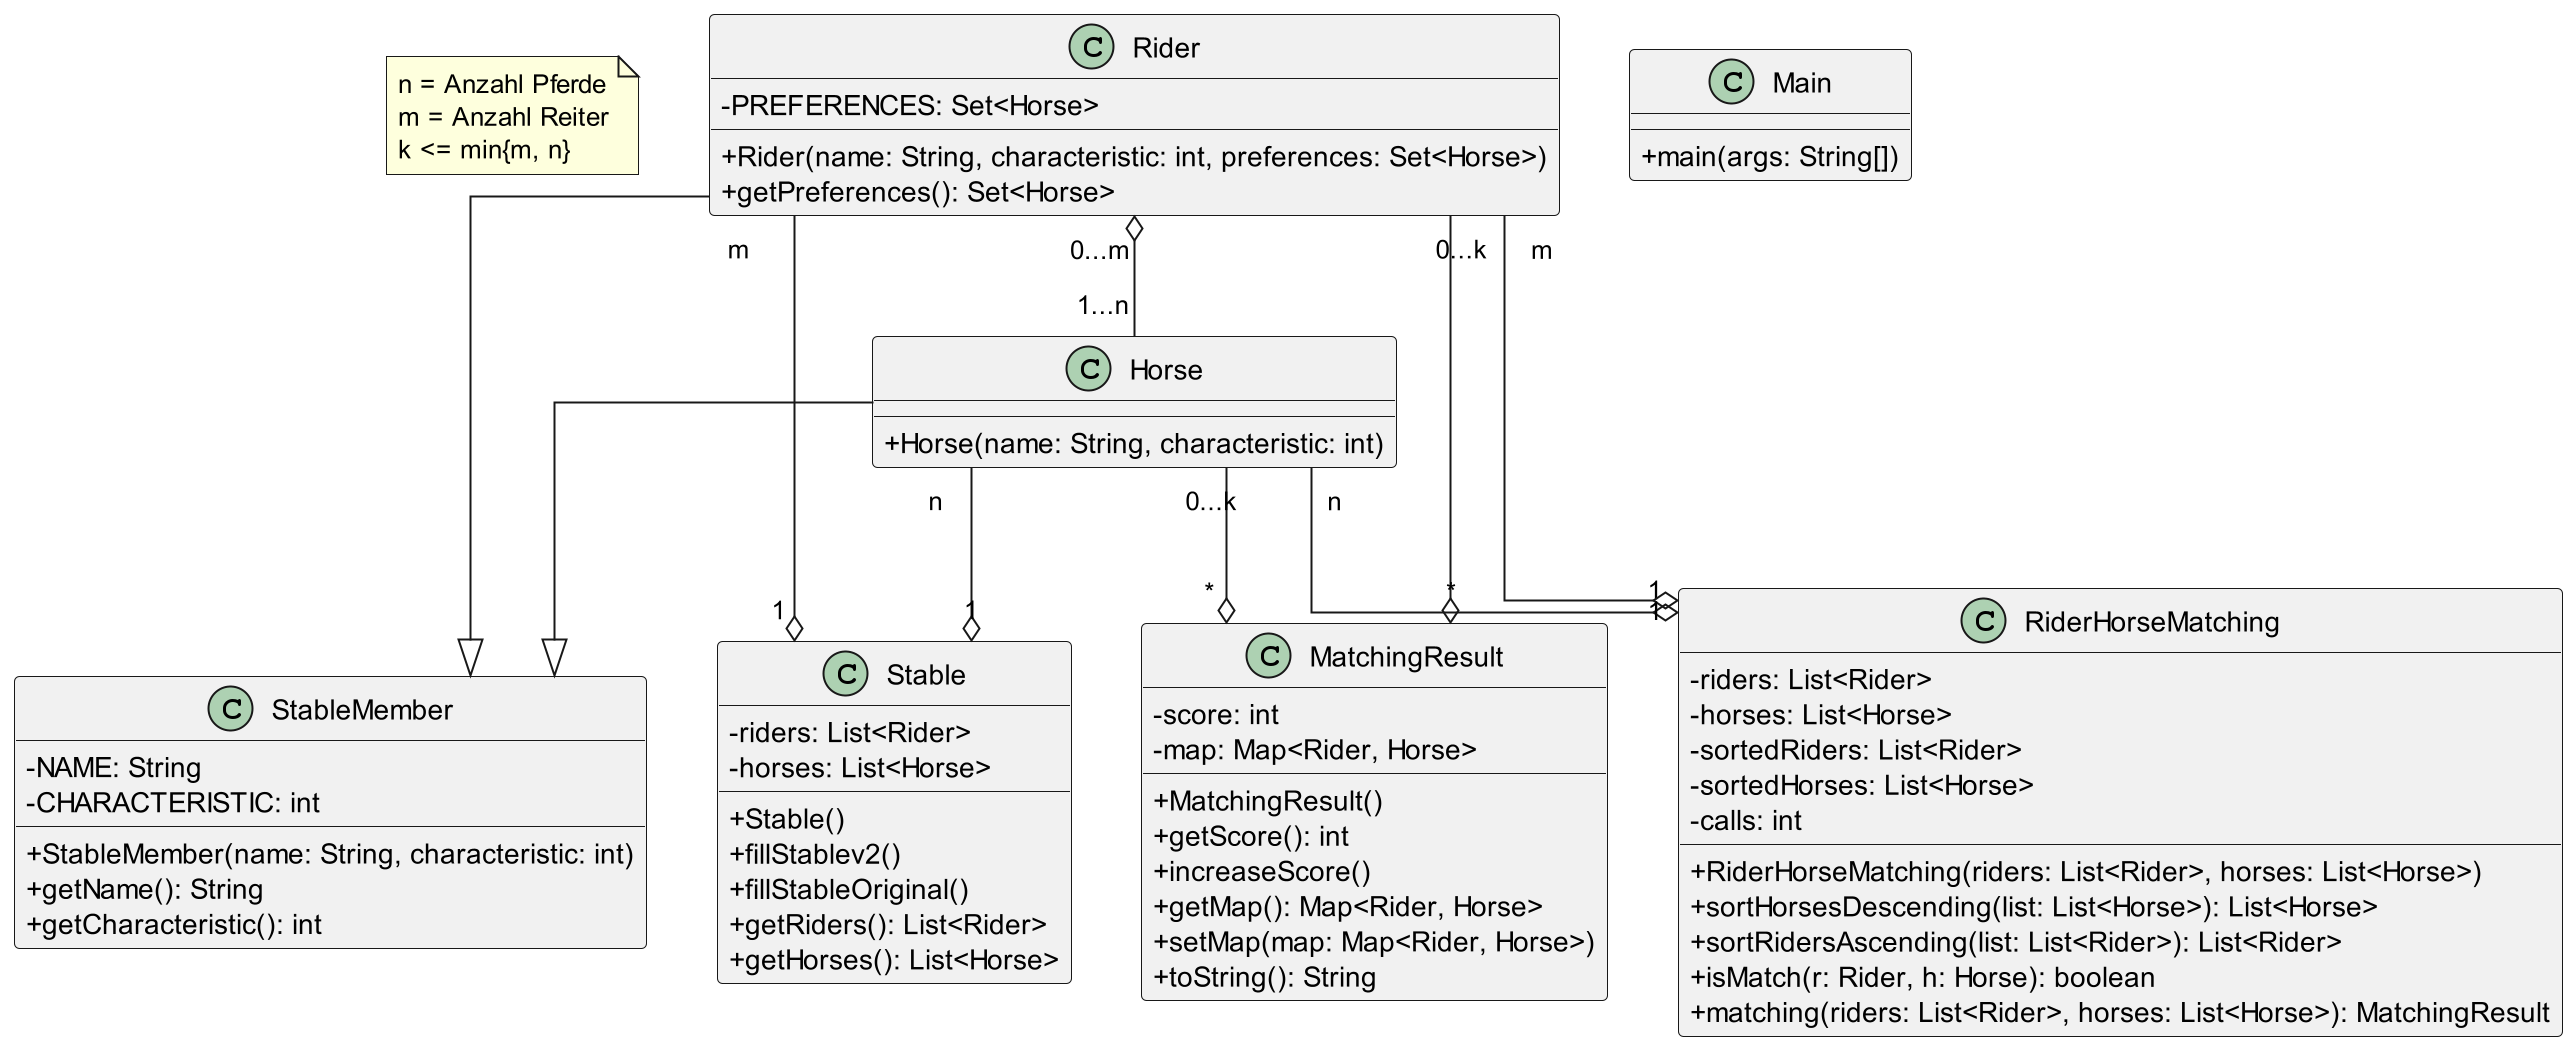 n = Anzahl Pferde
m = Anzahl Reiter
k <= min{m, n}
C Rider
-PREFERENCES: Set<Horse>
+Rider(name: String, characteristic: int, preferences: Set<Horse>)
+getPreferences(): Set<Horse>
C Main
+main(args: String[])
m
0...m
0...k
m
1...n
C Horse
+Horse(name: String, characteristic: int)
n
0...k
n
1
1
*
*
1
1
C StableMember
-NAME: String
-CHARACTERISTIC: int
+StableMember(name: String, characteristic: int)
+getName(): String
+getCharacteristic(): int
C Stable
-riders: List<Rider>
-horses: List<Horse>
+Stable()
+fillStablev2()
+fillStableOriginal()
+getRiders(): List<Rider>
+getHorses(): List<Horse>
C MatchingResult
-score: int
-map: Map<Rider, Horse>
+MatchingResult()
+getScore(): int
+increaseScore()
+getMap(): Map<Rider, Horse>
+setMap(map: Map<Rider, Horse>)
+toString(): String
C RiderHorseMatching
-riders: List<Rider>
-horses: List<Horse>
-sortedRiders: List<Rider>
-sortedHorses: List<Horse>
-calls: int
+RiderHorseMatching(riders: List<Rider>, horses: List<Horse>)
+sortHorsesDescending(list: List<Horse>): List<Horse>
+sortRidersAscending(list: List<Rider>): List<Rider>
+isMatch(r: Rider, h: Horse): boolean
+matching(riders: List<Rider>, horses: List<Horse>): MatchingResult